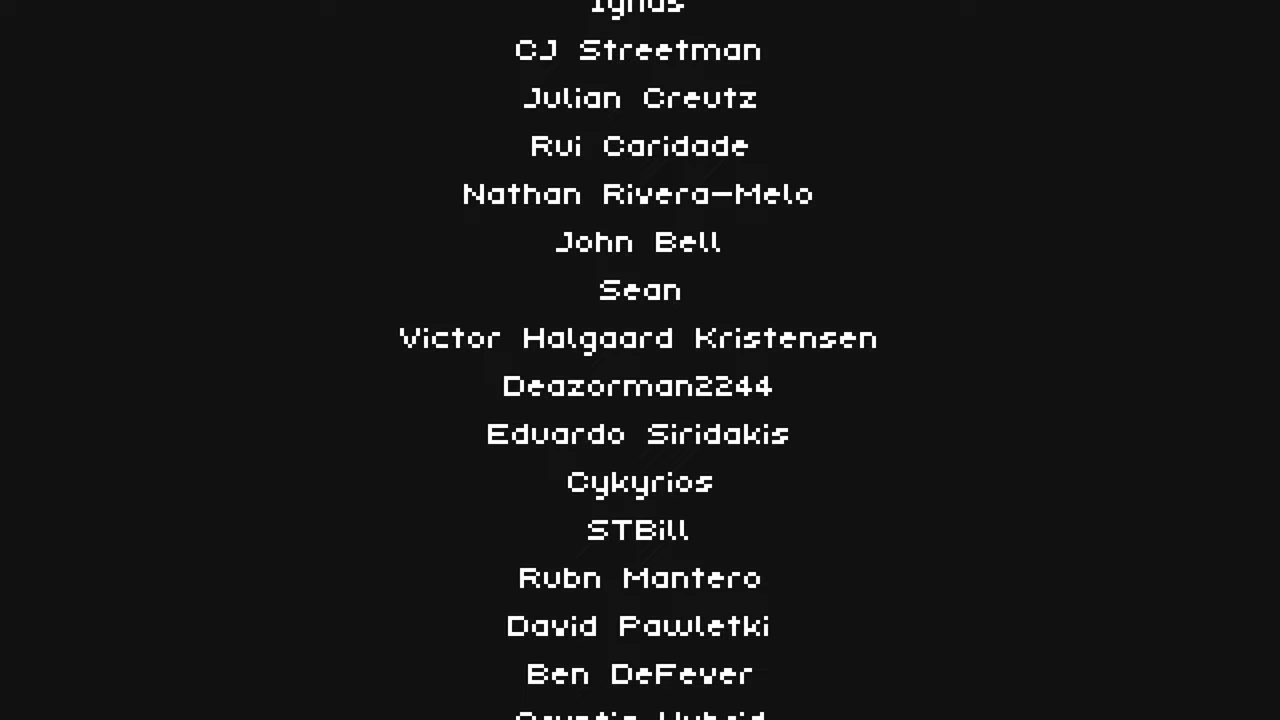 Ignas
CJ Streetman
Julian Creutz
Rui Caridade
Nathan Rivera-Melo
John Bell
Sean
Victor Halgaard Kristensen
Deazorman2244
Eduardo Siridakis
Cykyrios
STBill
Rubn Mantero
David Pawletki
Ben DeFever